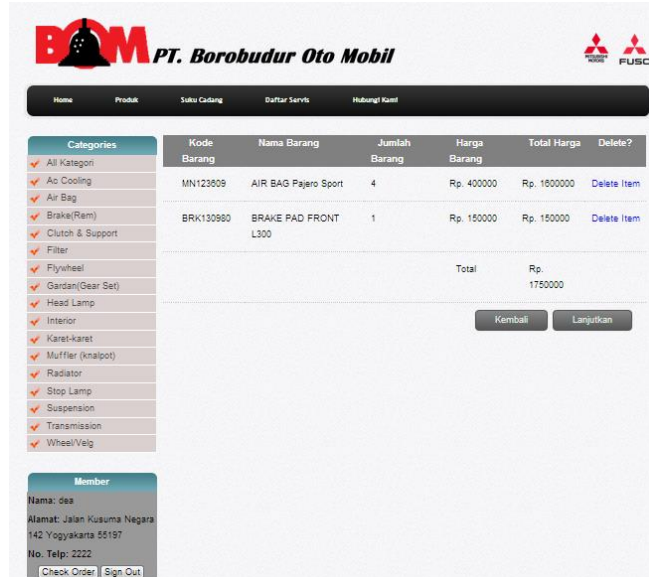 BOM PT. Borobudur Oto Mobil
MITSUBISHI MOTORS FUSO
Home Produk Suku Cadang Daftar Servis Hubungi Kami
Categories
All Kategori
Ac Cooling
Air Bag
Brake(Rem)
Clutch & Support
Filter
Flywheel
Gardan(Gear Set)
Head Lamp
Interior
Karet-karet
Muffler (knalpot)
Radiator
Stop Lamp
Suspension
Transmission
Wheel/Velg
Kode Barang Nama Barang Jumlah Barang Harga Barang Total Harga Delete?
MN123609 AIR BAG Pajero Sport 4 Rp. 400000 Rp. 1600000 Delete Item
BRK130980 BRAKE PAD FRONT L300 1 Rp. 150000 Rp. 150000 Delete Item
Total Rp. 1750000
Kembali Lanjutkan
Member
Nama: dea
Alamat: Jalan Kusuma Negara
142 Yogyakarta 55197
No. Telp: 2222
Check Order Sign Out